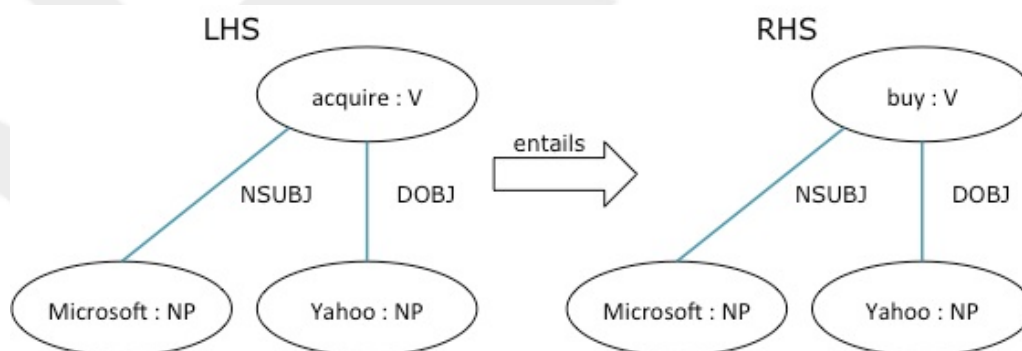 LHS
RHS
acquire : V
buy : V
entails
NSUBJ
DOBJ
NSUBJ
DOBJ
Microsoft : NP
Yahoo : NP
Microsoft : NP
Yahoo : NP